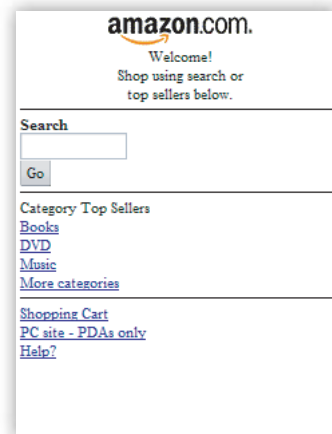 amazon.com.
Welcome!
Shop using search or
top sellers below.
Search
Go
Category Top Sellers
Books
DVD
Music
More categories
Shopping Cart
PC site - PDAs only
Help?